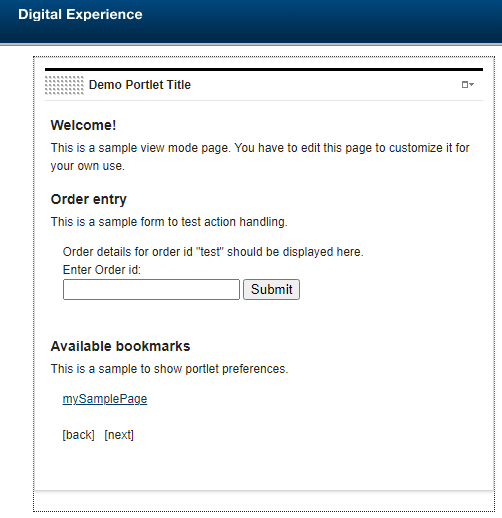 Digital Experience
Demo Portlet Title
Welcome!
This is a sample view mode page. You have to edit this page to customize it for
your own use.
Order entry
This is a sample form to test action handling.
Order details for order id "test" should be displayed here.
Enter Order id:
Submit
Available bookmarks
This is a sample to show portlet preferences.
mySamplePage
[back] [next]